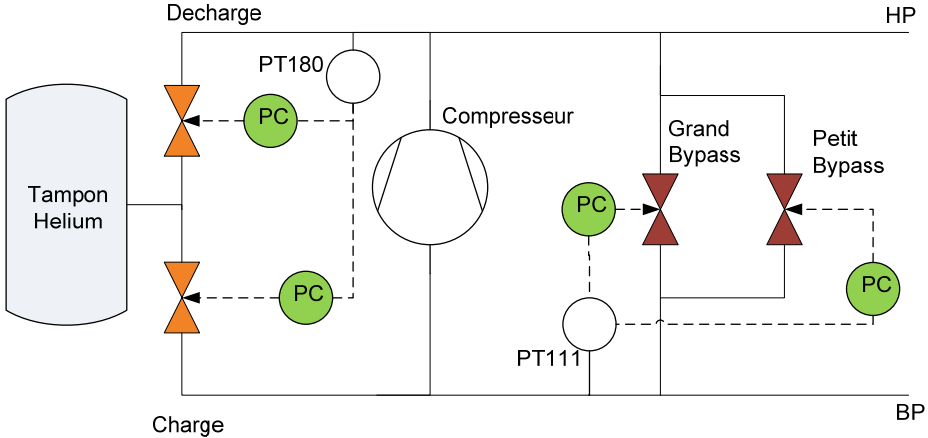 Decharge
HP
PT180
PC
Compresseur
Grand
Bypass
Petit
Bypass
Tampon
Helium
PC
PC
PC
PT111
Charge
BP